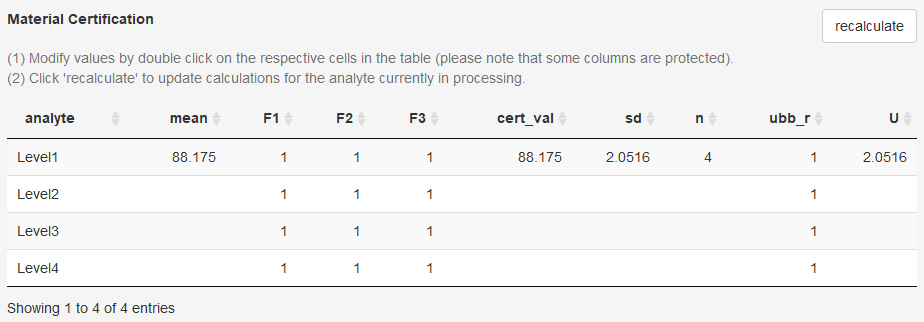 Material Certification
recalculate
(1) Modify values by double click on the respective cells in the table (please note that some columns are protected).
(2) Click 'recalculate' to update calculations for the analyte currently in processing.
analyte mean F1 F2 F3 cert_val sd n ubb_r U
Level1 88.175 1 1 1 88.175 2.0516 4 1 2.0516
Level2 1 1 1 1
Level3 1 1 1 1
Level4 1 1 1 1
Showing 1 to 4 of 4 entries